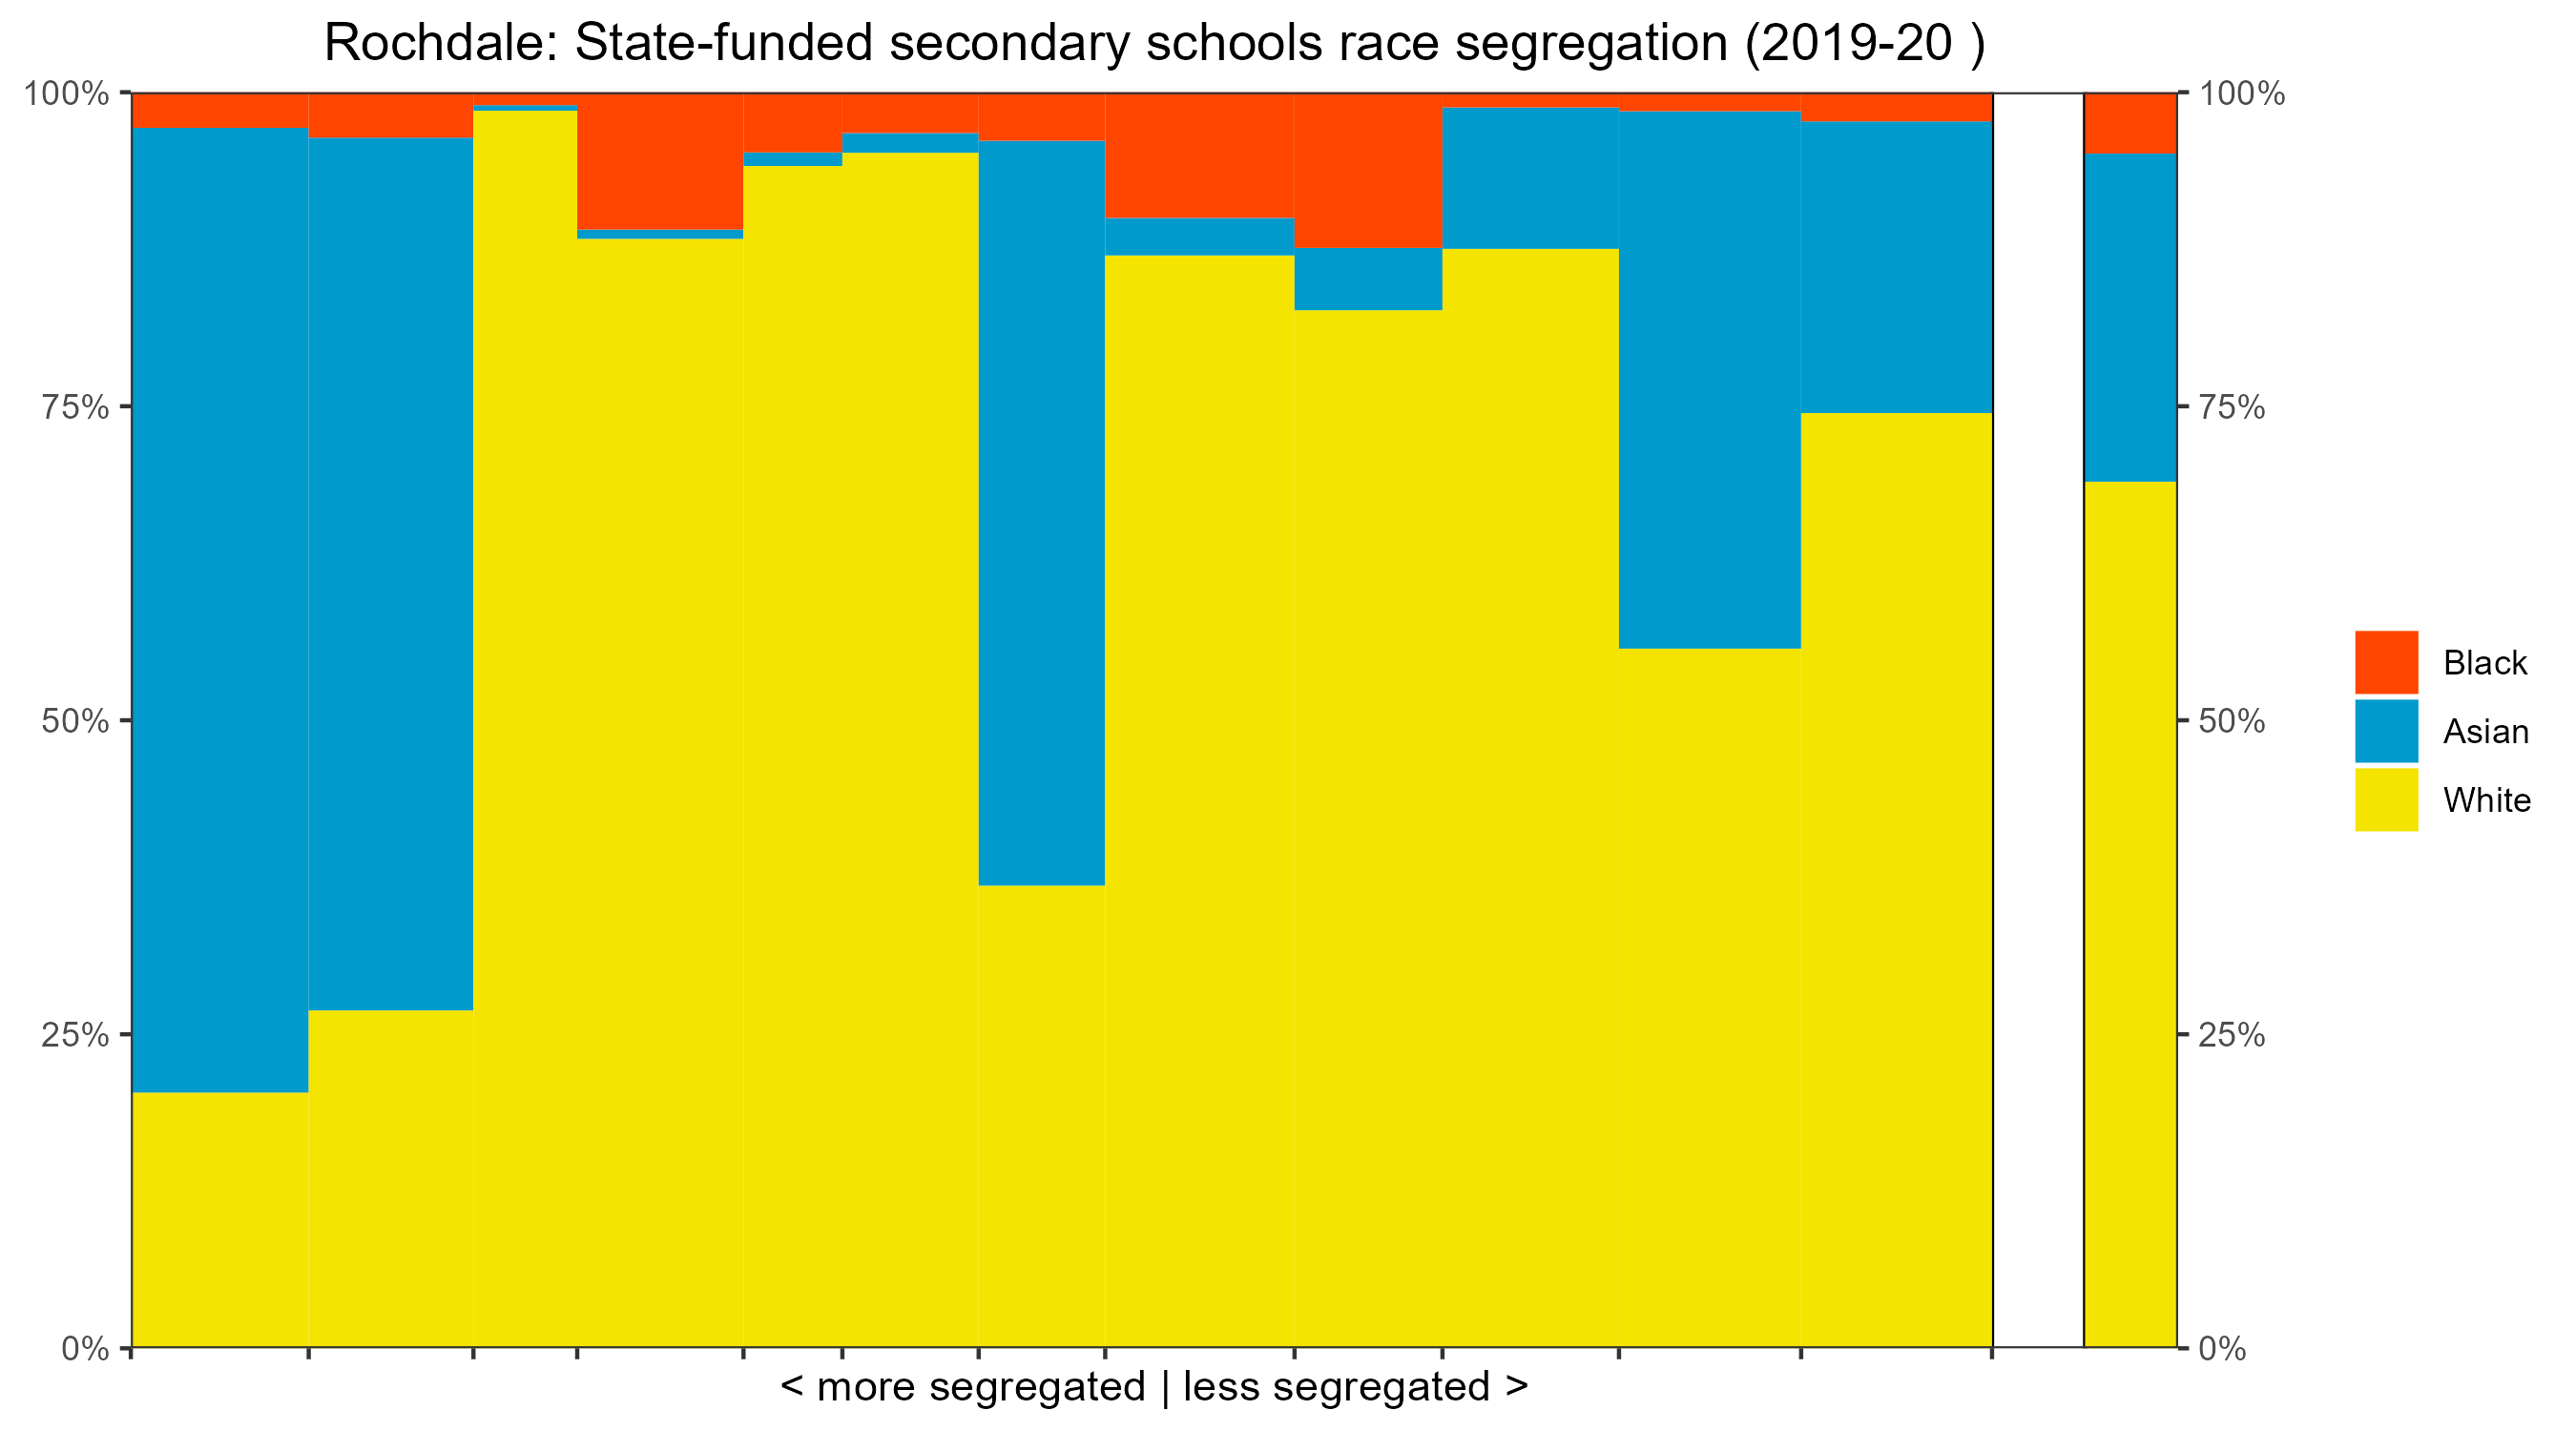 Rochdale: State-funded secondary schools race segregation (2019-20 )
100%
75%
50%
25%
0%
100%
75%
50%
25%
0%
Black
Asian
White
< more segregated | less segregated >